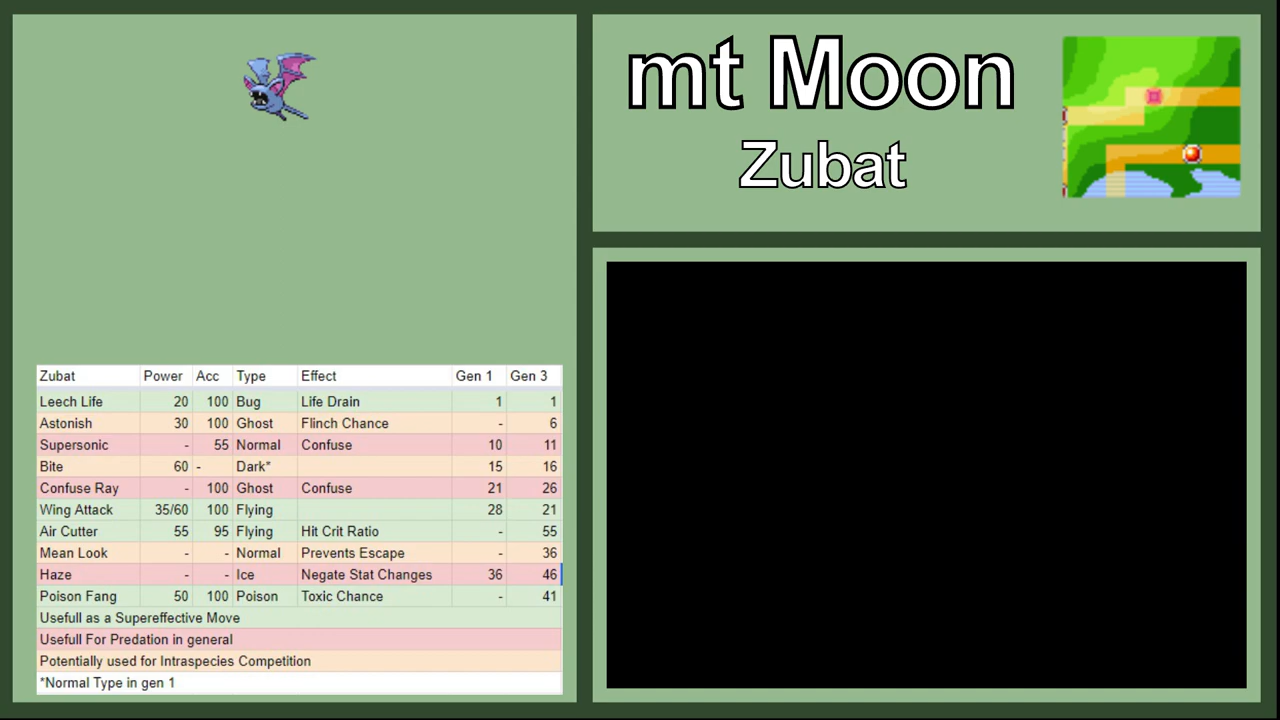 mt Moon
Zubat
Zubat Power Acc Type Effect Gen 1 Gen 3
Leech Life 20 100 Bug Life Drain 1 1
Astonish 30 100 Ghost Flinch Chance - 6
Supersonic - 55 Normal Confuse 10 11
Bite 60 - Dark* 15 16
Confuse Ray - 100 Ghost Confuse 21 26
Wing Attack 35/60 100 Flying 28 21
Air Cutter 55 95 Flying Hit Crit Ratio - 55
Mean Look - - Normal Prevents Escape - 36
Haze - - Ice Negate Stat Changes 36 46
Poison Fang 50 100 Poison Toxic Chance - 41
Usefull as a Supereffective Move
Usefull For Predation in general
Potentially used for Intraspecies Competition
*Normal Type in gen 1